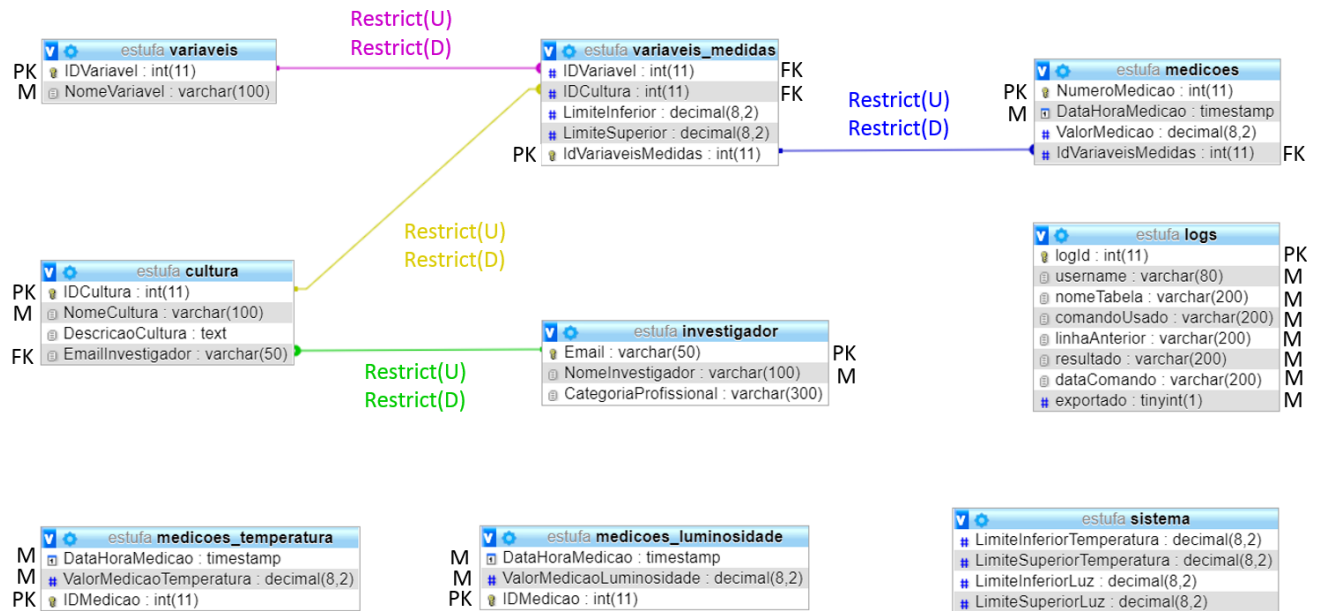 Restrict(U)
Restrict(D)
estufa variaveis
PK IDVariavel : int(11)
M NomeVariavel : varchar(100)
estufa variaveis_medidas
IDVariavel : int(11) FK
IDCultura : int(11) FK
LimiteInferior : decimal(8,2)
LimiteSuperior : decimal(8,2)
PK IdVariaveisMedidas : int(11)
Restrict(U)
Restrict(D)
estufa medicoes
PK NumeroMedicao : int(11)
M DataHoraMedicao : timestamp
ValorMedicao : decimal(8,2)
IdVariaveisMedidas : int(11) FK
Restrict(U)
Restrict(D)
estufa cultura
PK IDCultura : int(11)
M NomeCultura : varchar(100)
DescricaoCultura : text
FK EmailInvestigador : varchar(50)
Restrict(U)
Restrict(D)
estufa investigador
Email : varchar(50) PK
NomeInvestigador : varchar(100) M
CategoriaProfissional : varchar(300)
estufa logs
logId : int(11) PK
username : varchar(80) M
nomeTabela : varchar(200) M
comandoUsado : varchar(200) M
linhaAnterior : varchar(200) M
resultado : varchar(200) M
dataComando : varchar(200) M
exportado : tinyint(1) M
estufa medicoes_temperatura
M DataHoraMedicao : timestamp
M ValorMedicaoTemperatura : decimal(8,2)
PK IDMedicao : int(11)
estufa medicoes_luminosidade
M DataHoraMedicao : timestamp
M ValorMedicaoLuminosidade : decimal(8,2)
PK IDMedicao : int(11)
estufa sistema
LimiteInferiorTemperatura : decimal(8,2)
LimiteSuperiorTemperatura : decimal(8,2)
LimiteInferiorLuz : decimal(8,2)
LimiteSuperiorLuz : decimal(8,2)